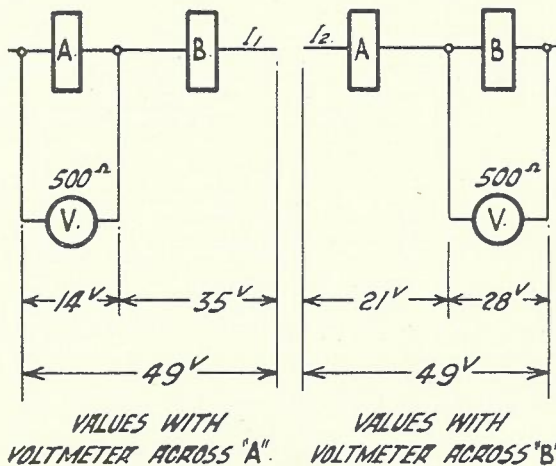 A.
B.
I1
500Ω
V.
14V
35V
49V
VALUES WITH
VOLTMETER ACROSS "A".
I2.
A
B
500Ω
V.
21V
28V
49V
VALUES WITH
VOLTMETER ACROSS "B"